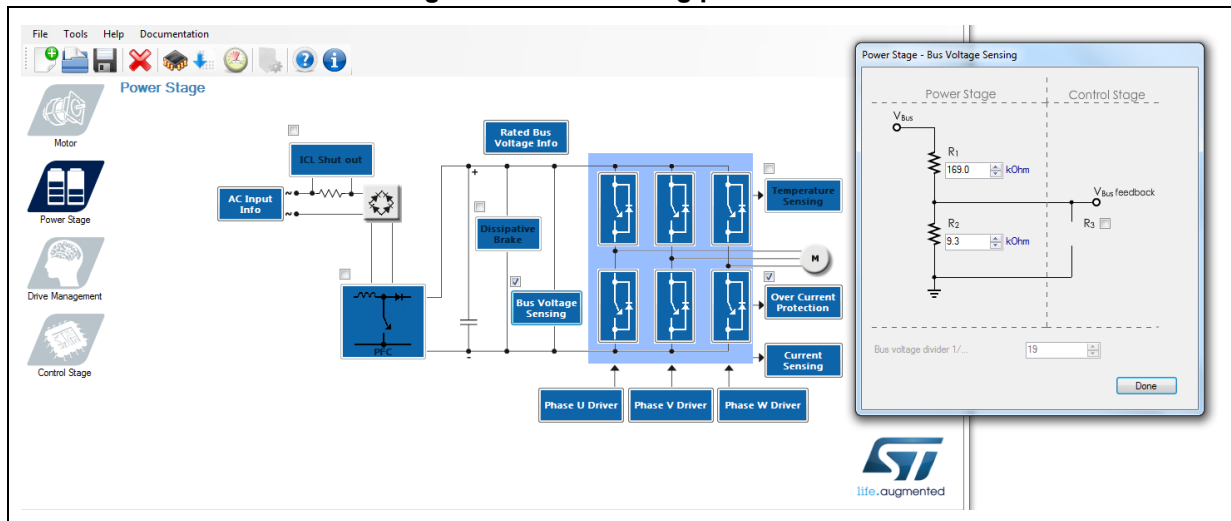 File Tools Help Documentation
Power Stage
Motor
Power Stage
Drive Management
Control Stage
ICL Shut out
AC Input
Info
Rated Bus
Voltage Info
Dissipative
Brake
Bus Voltage
Sensing
PFC
+
-
~
~
M
Temperature
Sensing
Over Current
Protection
Current
Sensing
Phase U Driver
Phase V Driver
Phase W Driver
ST
life.augmented
Power Stage - Bus Voltage Sensing
Power Stage
Control Stage
VBus
R1
169.0 kOhm
VBus feedback
R2
9.3 kOhm
R3
Bus voltage divider 1/... 19
Done